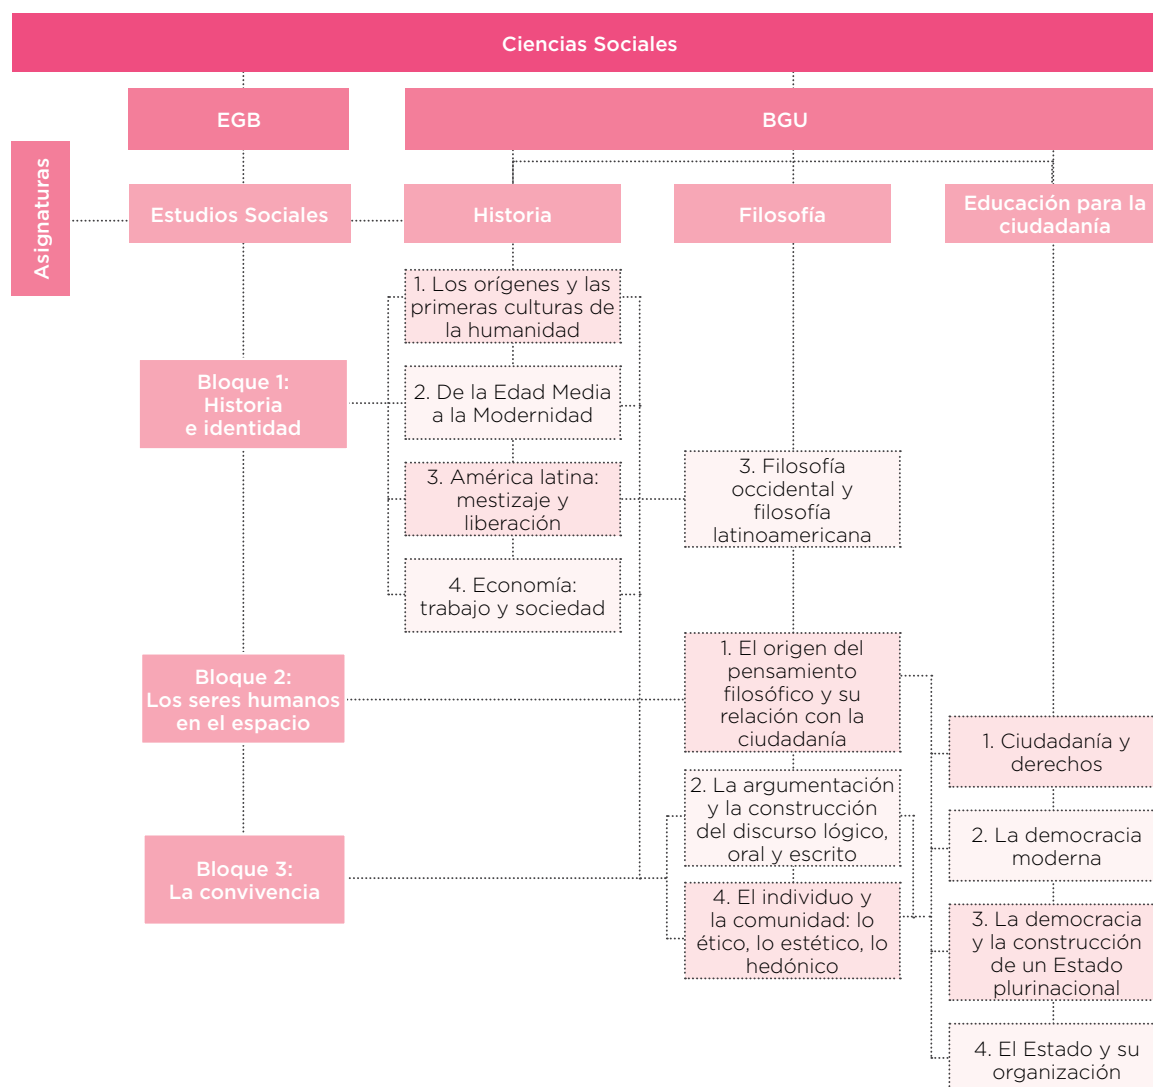 Ciencias Sociales
EGB
BGU
Asignaturas
Estudios Sociales
Historia
Filosofía
Educación para la
ciudadanía
Bloque 1:
Historia
e identidad
1. Los orígenes y las
primeras culturas de
la humanidad
2. De la Edad Media
a la Modernidad
3. América latina:
mestizaje y
liberación
4. Economía:
trabajo y sociedad
3. Filosofía
occidental y
filosofía
latinoamericana
Bloque 2:
Los seres humanos
en el espacio
1. El origen del
pensamiento
filosófico y su
relación con la
ciudadanía
Bloque 3:
La convivencia
2. La argumentación
y la construcción
del discurso lógico,
oral y escrito
4. El individuo y
la comunidad: lo
ético, lo estético, lo
hedónico
1. Ciudadanía y
derechos
2. La democracia
moderna
3. La democracia
y la construcción
de un Estado
plurinacional
4. El Estado y su
organización